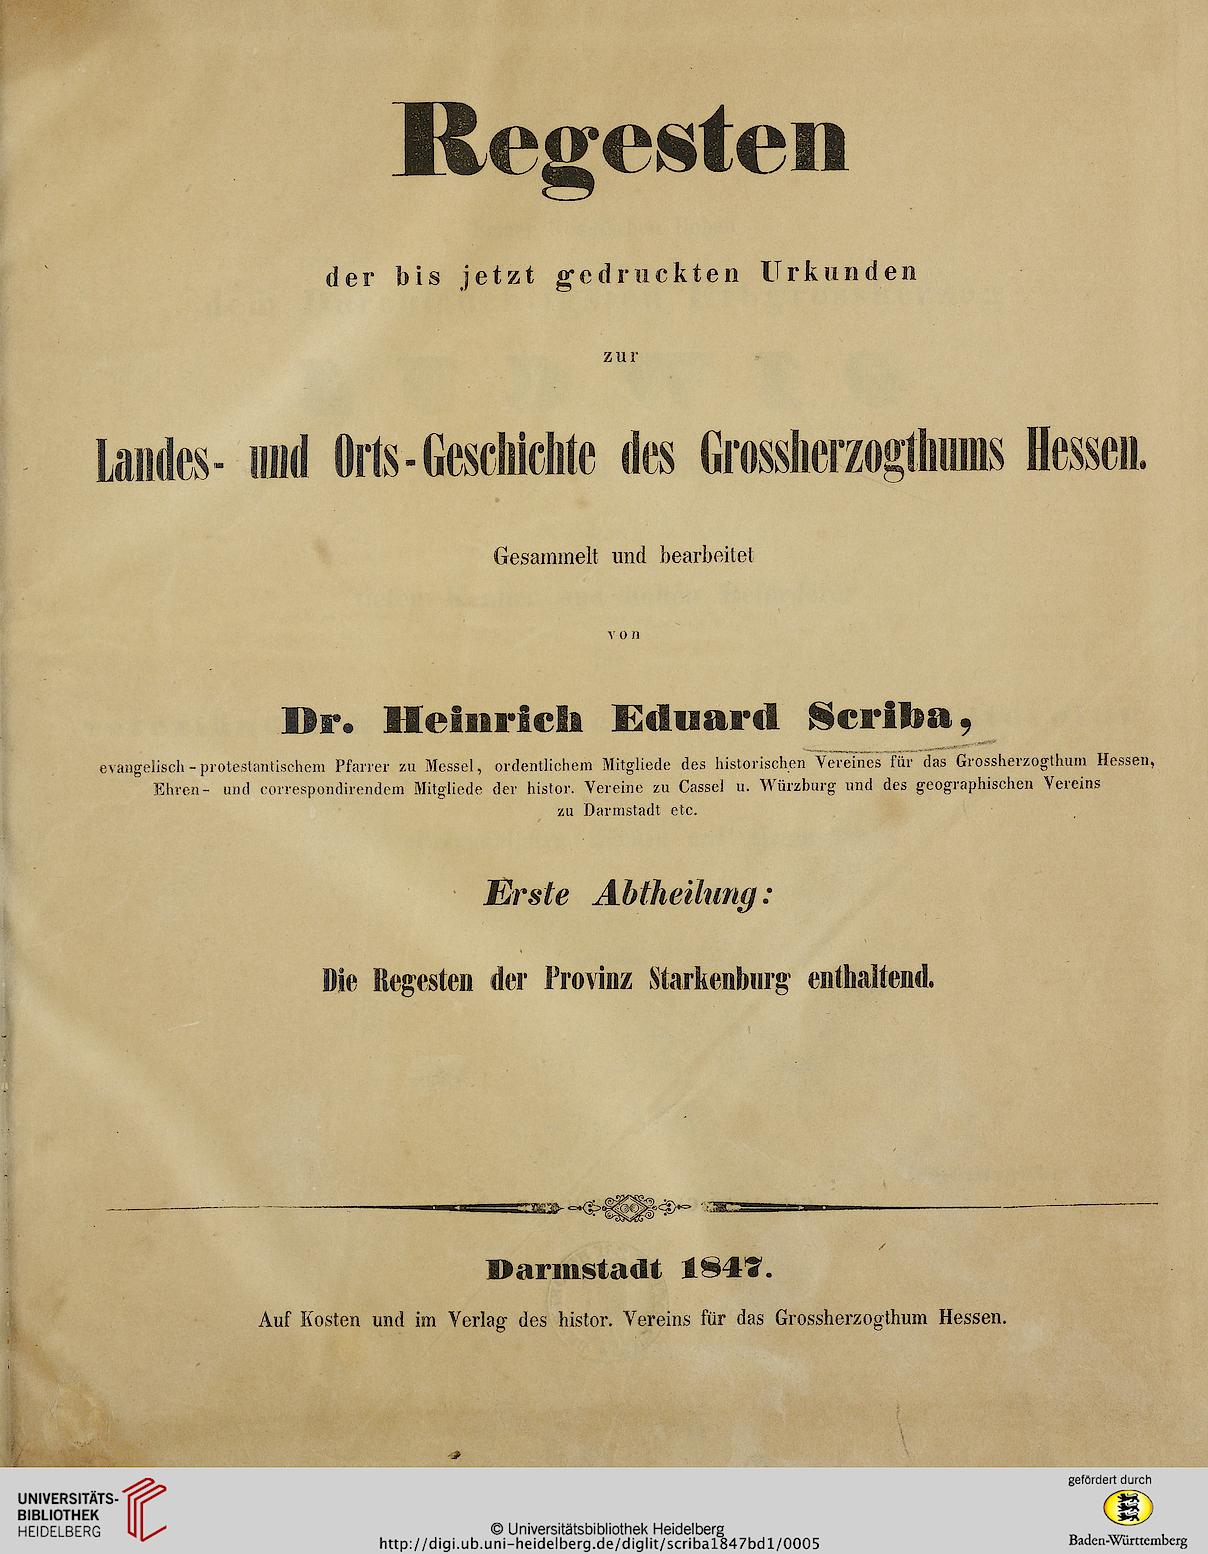 Regesten
der bis jetzt gedruckten Urkunden
zur
Landes- und Orts-Geschichte des Grossherzogthums Hessen.
Gesammelt und bearbeitet
von
Dr. Heinrich Eduard Scriba,
evangelisch-protestantischem Pfarrer zu Messel, ordentlichem Mitgliede des historischen Vereines für das Grossherzogthum Hessen,
Ehren- und correspondirendem Mitgliede der histor. Vereine zu Cassel u. Würzburg und des geographischen Vereins
zu Darmstadt etc.
Erste Abtheilung:
Die Regesten der Provinz Starkenburg enthaltend.
Darmstadt 1847.
Auf Kosten und im Verlag des histor. Vereins für das Grossherzogthum Hessen.
UNIVERSITÄTS-
BIBLIOTHEK
HEIDELBERG
© Universitätsbibliothek Heidelberg
http://digi.ub.uni-heidelberg.de/diglit/scriba1847bd1/0005
gefördert durch
Baden-Württemberg